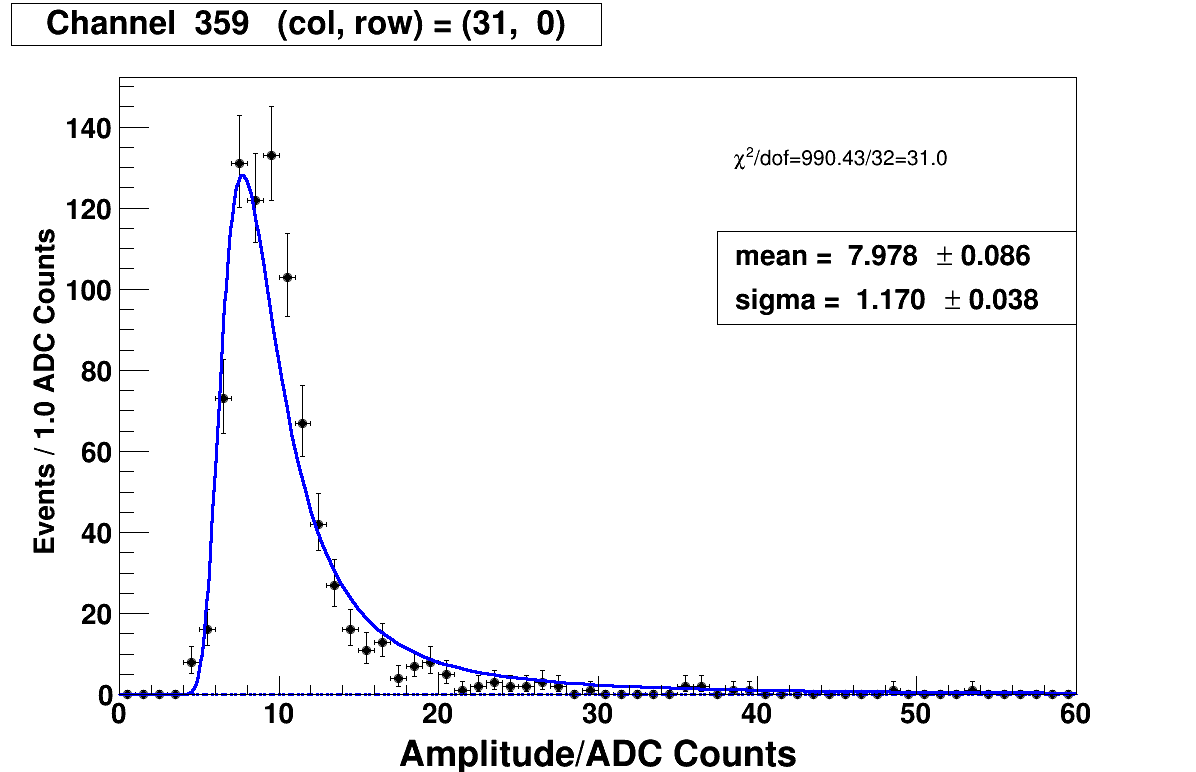 Channel 359 (col, row) = (31, 0)
χ²/dof=990.43/32=31.0
mean = 7.978 ± 0.086
sigma = 1.170 ± 0.038
Events / 1.0 ADC Counts
140
120
100
80
60
40
20
0
0 10 20 30 40 50 60
Amplitude/ADC Counts